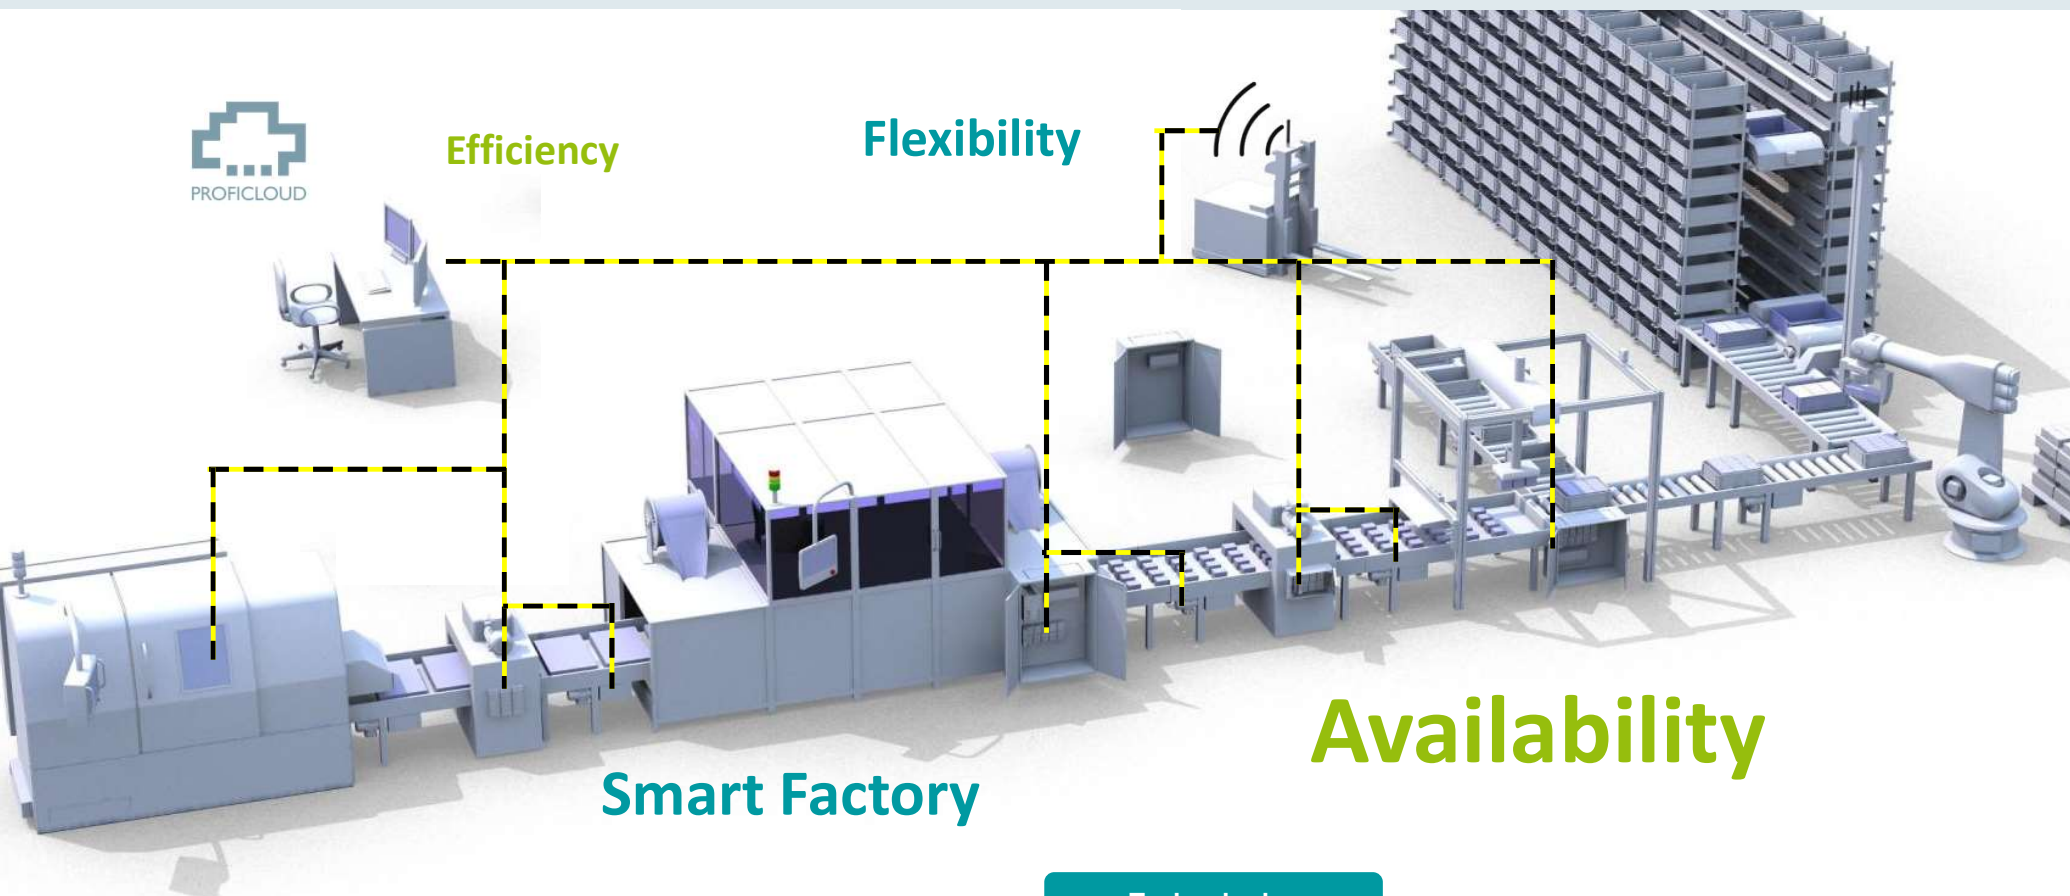 Efficiency
Flexibility
PROFICLOUD
Availability
Smart Factory